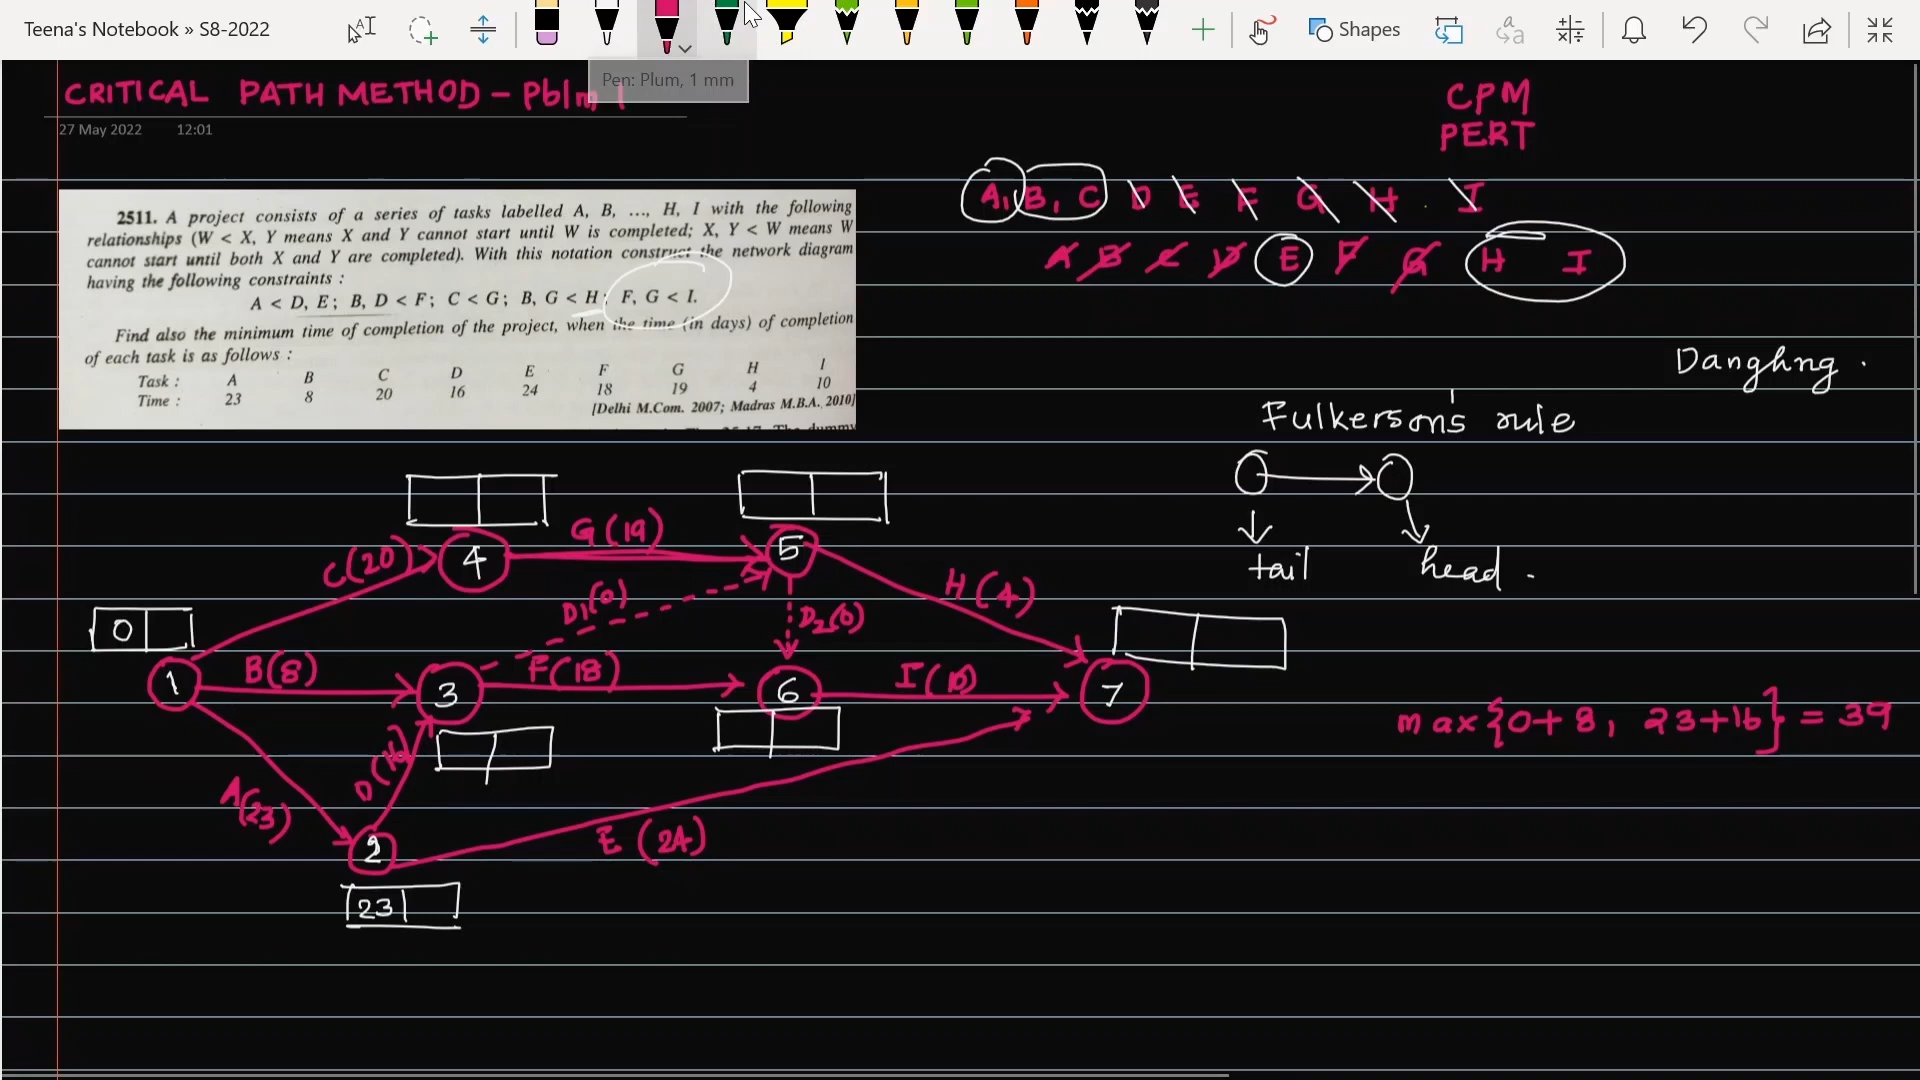 Teena's Notebook » S8-2022
Shapes
Pen: Plum, 1 mm
CRITICAL PATH METHOD - Pblm 1
27 May 2022 12:01
CPM
PERT
A, B, C D E F G H I
A B C D E F G H I
2511. A project consists of a series of tasks labelled A, B, ..., H, I with the following
relationships (W < X, Y means X and Y cannot start until W is completed; X, Y < W means W
cannot start until both X and Y are completed). With this notation construct the network diagram
having the following constraints :
A < D, E; B, D < F; C < G; B, G < H; F, G < I.
Find also the minimum time of completion of the project, when the time (in days) of completion
of each task is as follows :
Task : A B C D E F G H I
Time : 23 8 20 16 24 18 19 4 10
[Delhi M.Com. 2007; Madras M.B.A. 2010]
Danghng .
Fulkerson's rule
tail head .
C(20) 4 G(19) 5 H(4)
D1(0) D2(0)
0
1 B(8) 3 F(18) 6 I(10) 7
max{0+8, 23+16} = 39
A(23) D(16)
2 E (24)
23